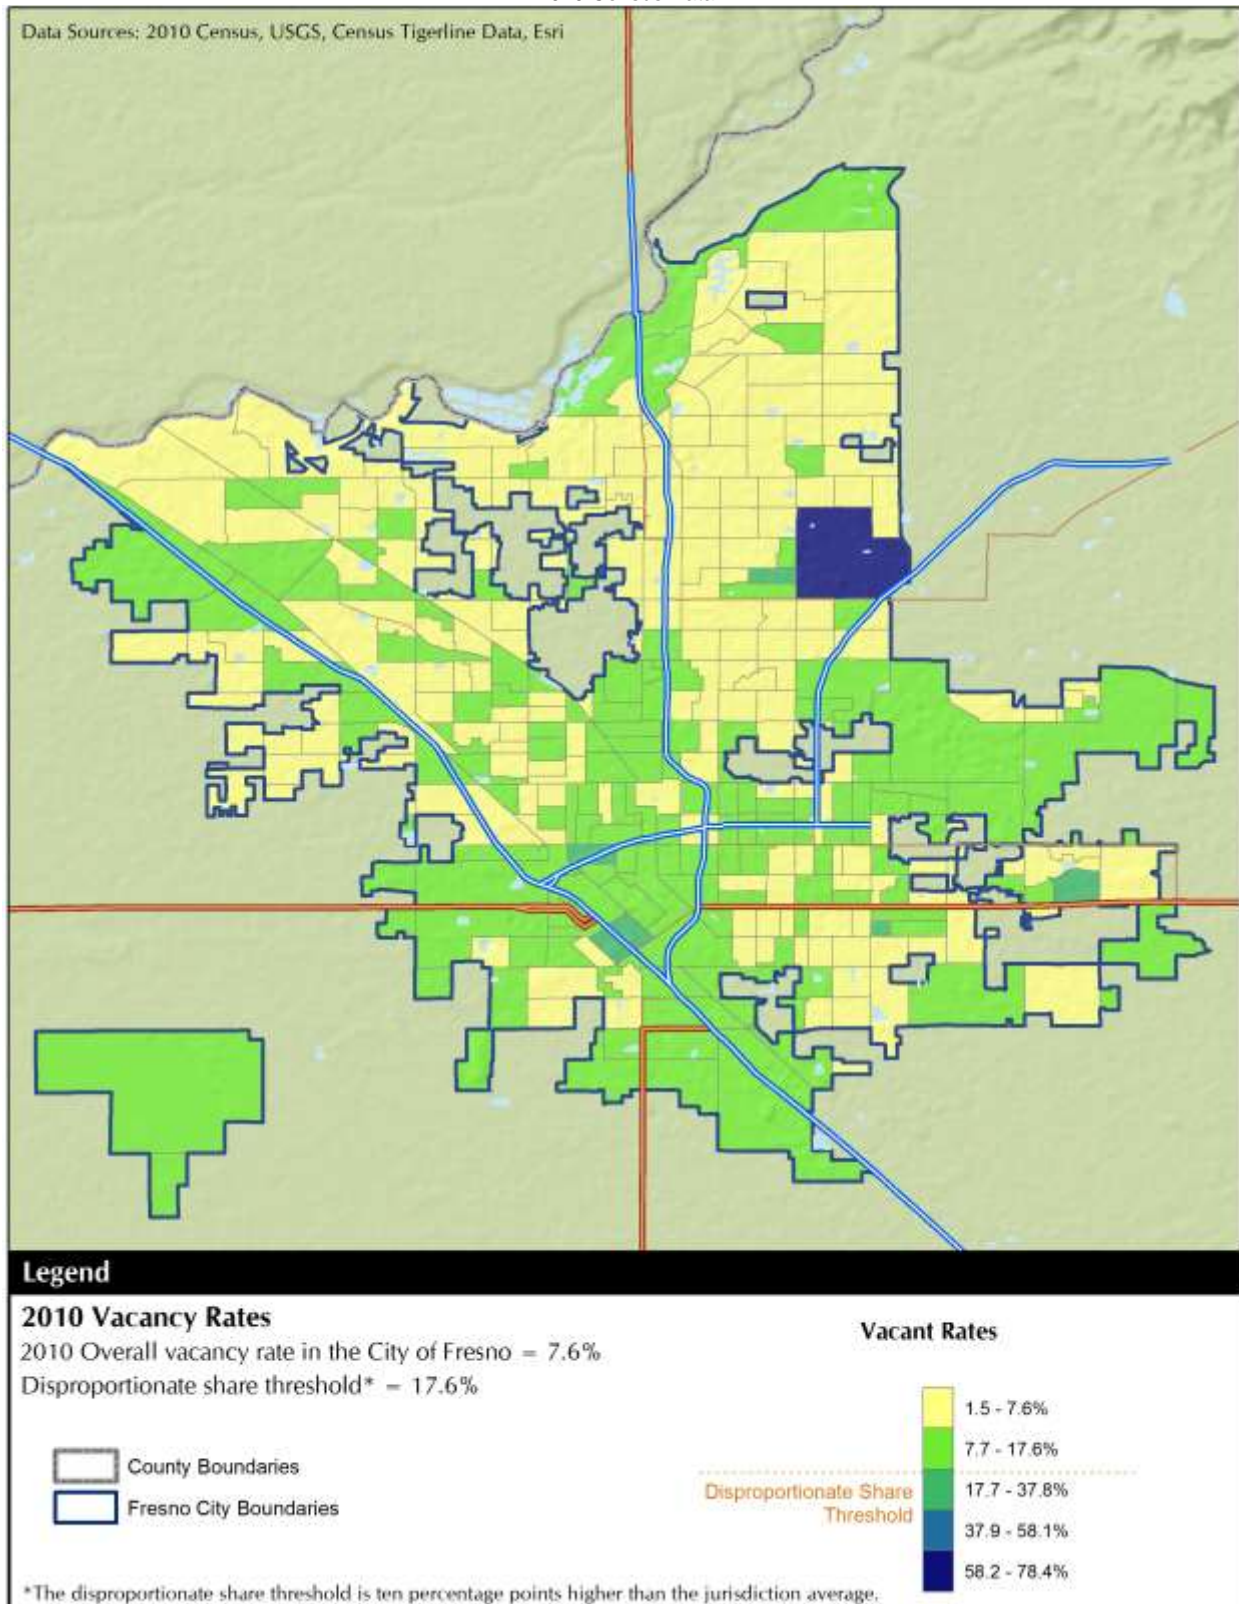 Data Sources: 2010 Census, USGS, Census Tigerline Data, Esri
Legend
2010 Vacancy Rates
2010 Overall vacancy rate in the City of Fresno = 7.6%
Disproportionate share threshold* = 17.6%
County Boundaries
Fresno City Boundaries
Vacant Rates
1.5 - 7.6%
7.7 - 17.6%
Disproportionate Share
Threshold
17.7 - 37.8%
37.9 - 58.1%
58.2 - 78.4%
*The disproportionate share threshold is ten percentage points higher than the jurisdiction average.